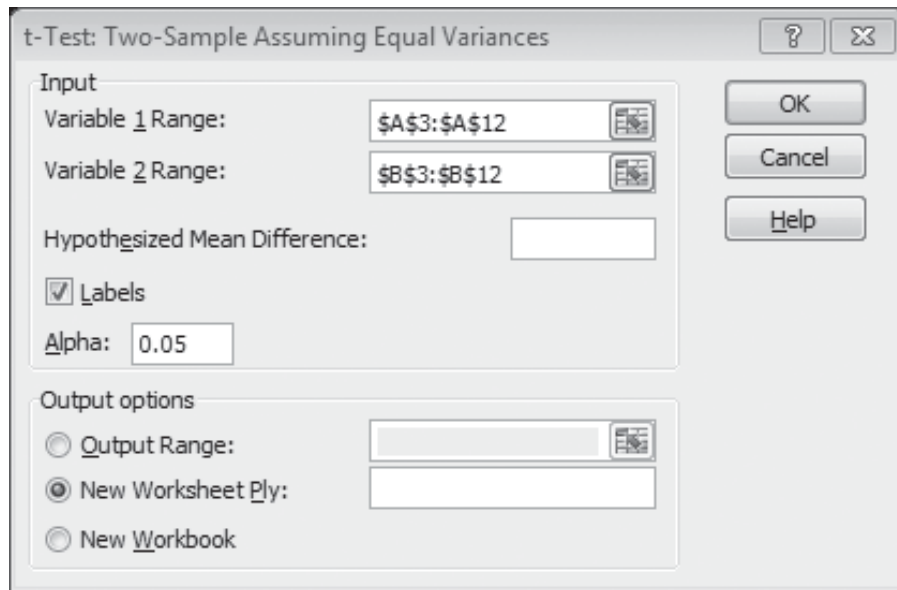 t-Test: Two-Sample Assuming Equal Variances
?
Input
Variable 1 Range:
$A$3:$A$12
Variable 2 Range:
$B$3:$B$12
Hypothesized Mean Difference:
Labels
Alpha:
0.05
OK
Cancel
Help
Output options
Output Range:
New Worksheet Ply:
New Workbook